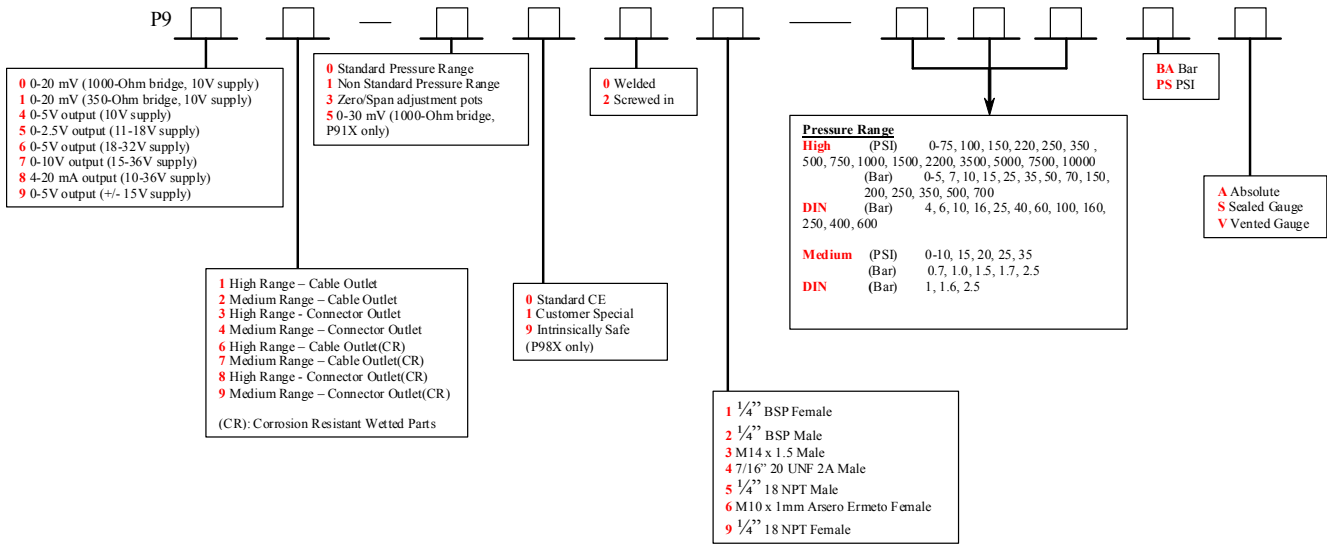 P9
0 0-20 mV (1000-Ohm bridge, 10V supply)
1 0-20 mV (350-Ohm bridge, 10V supply)
4 0-5V output (10V supply)
5 0-2.5V output (11-18V supply)
6 0-5V output (18-32V supply)
7 0-10V output (15-36V supply)
8 4-20 mA output (10-36V supply)
9 0-5V output (+/- 15V supply)
0 Standard Pressure Range
1 Non Standard Pressure Range
3 Zero/Span adjustment pots
5 0-30 mV (1000-Ohm bridge,
P91X only)
0 Welded
2 Screwed in
BA Bar
PS PSI
Pressure Range
High (PSI) 0-75, 100, 150, 220, 250, 350 ,
500, 750, 1000, 1500, 2200, 3500, 5000, 7500, 10000
(Bar) 0-5, 7, 10, 15, 25, 35, 50, 70, 150,
200, 250, 350, 500, 700
DIN (Bar) 4, 6, 10, 16, 25, 40, 60, 100, 160,
250, 400, 600
Medium (PSI) 0-10, 15, 20, 25, 35
(Bar) 0.7, 1.0, 1.5, 1.7, 2.5
DIN (Bar) 1, 1.6, 2.5
A Absolute
S Sealed Gauge
V Vented Gauge
1 High Range – Cable Outlet
2 Medium Range – Cable Outlet
3 High Range - Connector Outlet
4 Medium Range – Connector Outlet
6 High Range – Cable Outlet(CR)
7 Medium Range – Cable Outlet(CR)
8 High Range - Connector Outlet(CR)
9 Medium Range – Connector Outlet(CR)
(CR): Corrosion Resistant Wetted Parts
0 Standard CE
1 Customer Special
9 Intrinsically Safe
(P98X only)
1 ¼” BSP Female
2 ¼” BSP Male
3 M14 x 1.5 Male
4 7/16” 20 UNF 2A Male
5 ¼” 18 NPT Male
6 M10 x 1mm Arsero Ermeto Female
9 ¼” 18 NPT Female